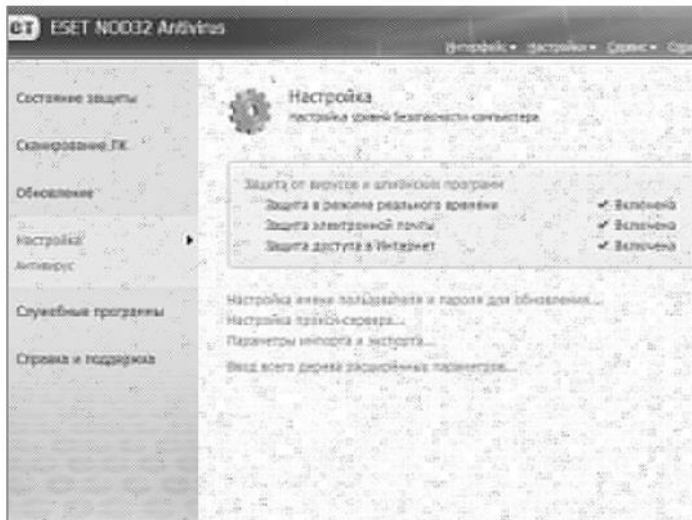 ESET NOD32 Antivirus
Интерфейс Настройки Сервис
Состояние защиты
Сканирование ПК
Обновление
Настройка
Антивирус
Служебные программы
Справка и поддержка
Настройка
Настройка уровня безопасности компьютера
Защита от вирусов и шпионских программ
Защита в режиме реального времени Включена
Защита электронной почты Включена
Защита доступа в Интернет Включена
Настройка имени пользователя и пароля для обновления...
Настройка прокси-сервера...
Параметры импорта и экспорта...
Ввод всего дерева расширенных параметров...